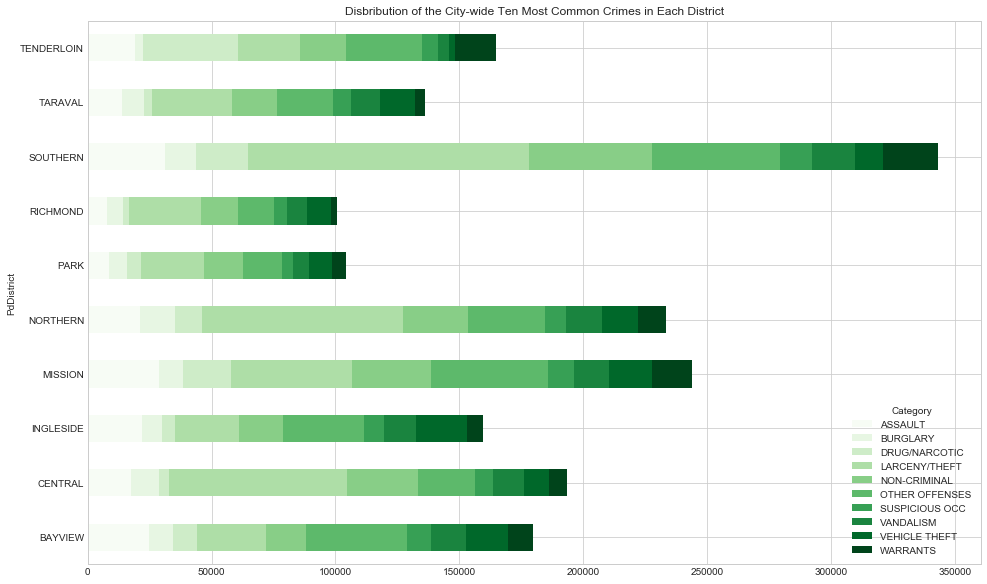 Disbribution of the City-wide Ten Most Common Crimes in Each District
PdDistrict
TENDERLOIN
TARAVAL
SOUTHERN
RICHMOND
PARK
NORTHERN
MISSION
INGLESIDE
CENTRAL
BAYVIEW
Category
ASSAULT
BURGLARY
DRUG/NARCOTIC
LARCENY/THEFT
NON-CRIMINAL
OTHER OFFENSES
SUSPICIOUS OCC
VANDALISM
VEHICLE THEFT
WARRANTS
0 50000 100000 150000 200000 250000 300000 350000